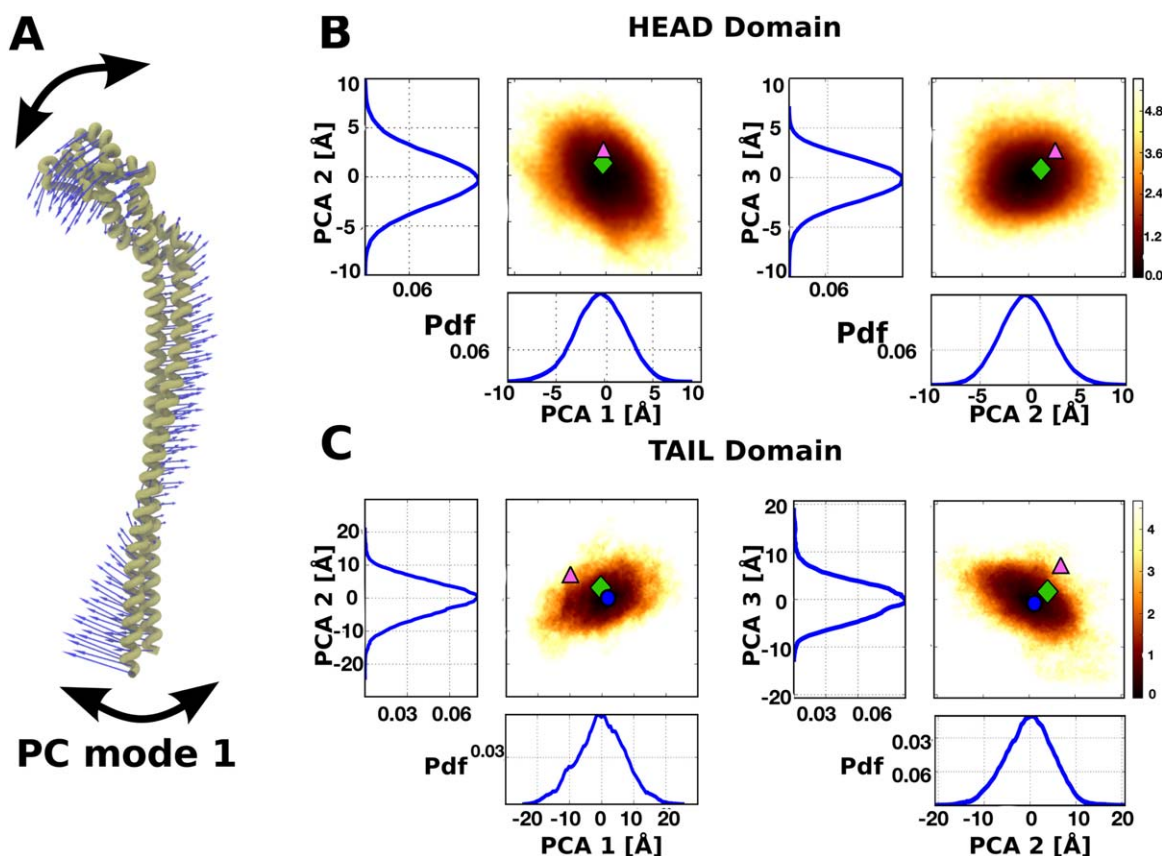 A
PC mode 1
B
HEAD Domain
PCA 2 [Å]
10
5
0
-5
-10
0.06
Pdf
0.06
-10 -5 0 5 10
PCA 1 [Å]
PCA 3 [Å]
10
5
0
-5
-10
0.06
5.8
4.6
3.5
2.3
1.2
0.0
Pdf
0.06
-10 -5 0 5 10
PCA 2 [Å]
C
TAIL Domain
PCA 2 [Å]
20
10
0
-10
-20
0.03 0.06
Pdf
0.03
-20 -10 0 10 20
PCA 1 [Å]
PCA 3 [Å]
20
10
0
-10
-20
0.03 0.06
4
3
2
1
0
Pdf
0.03
0.06
-20 -10 0 10 20
PCA 2 [Å]